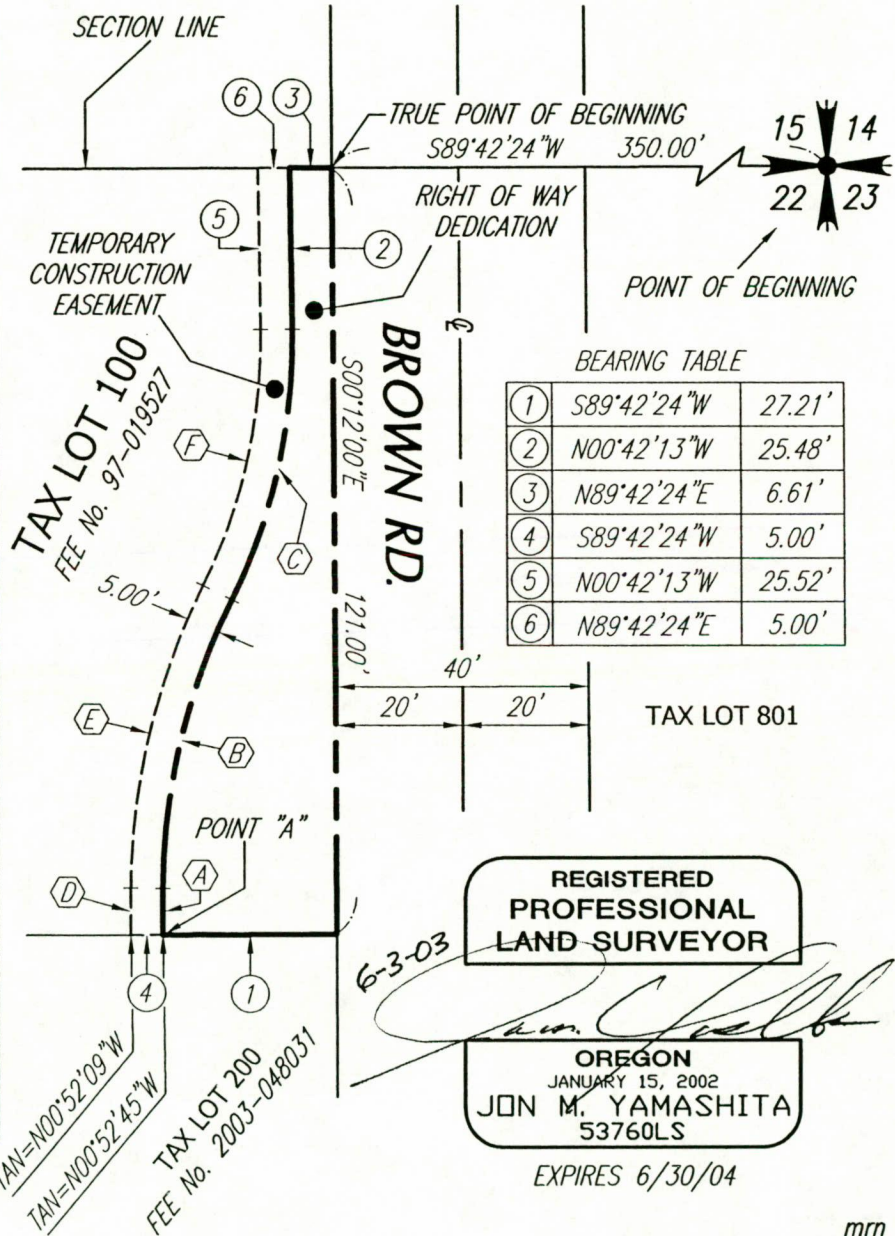 SECTION LINE
6
3
TRUE POINT OF BEGINNING
S89°42'24"W 350.00'
15 14
22 23
5
RIGHT OF WAY
DEDICATION
2
TEMPORARY
CONSTRUCTION
EASEMENT
POINT OF BEGINNING
TAX LOT 100
FEE No. 97-019527
BROWN RD.
S00°12'00"E
121.00'
BEARING TABLE
1 S89°42'24"W 27.21'
2 N00°42'13"W 25.48'
3 N89°42'24"E 6.61'
4 S89°42'24"W 5.00'
5 N00°42'13"W 25.52'
6 N89°42'24"E 5.00'
F
C
5.00'
40'
20' 20'
TAX LOT 801
E
B
POINT "A"
D
A
4
1
TAN=N00°52'09"W
TAN=N00°52'45"W
TAX LOT 200
FEE No. 2003-048031
REGISTERED
PROFESSIONAL
LAND SURVEYOR
6-3-03
OREGON
JANUARY 15, 2002
JON M. YAMASHITA
53760LS
EXPIRES 6/30/04
mrn